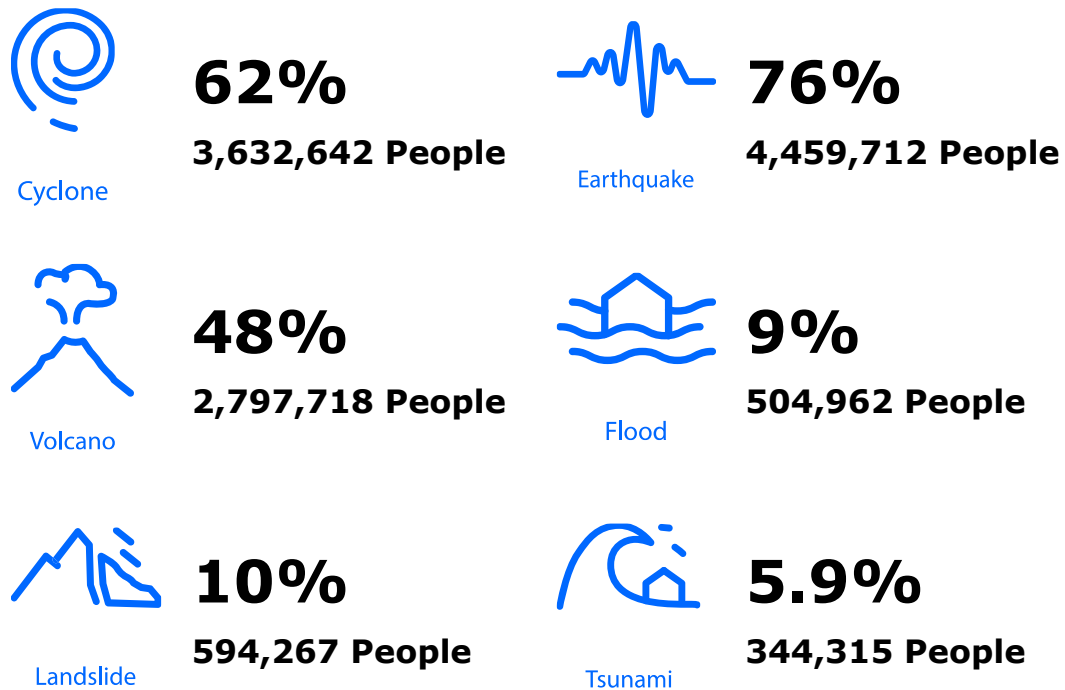 62%
3,632,642 People
Cyclone
76%
4,459,712 People
Earthquake
48%
2,797,718 People
Volcano
9%
504,962 People
Flood
10%
594,267 People
Landslide
5.9%
344,315 People
Tsunami